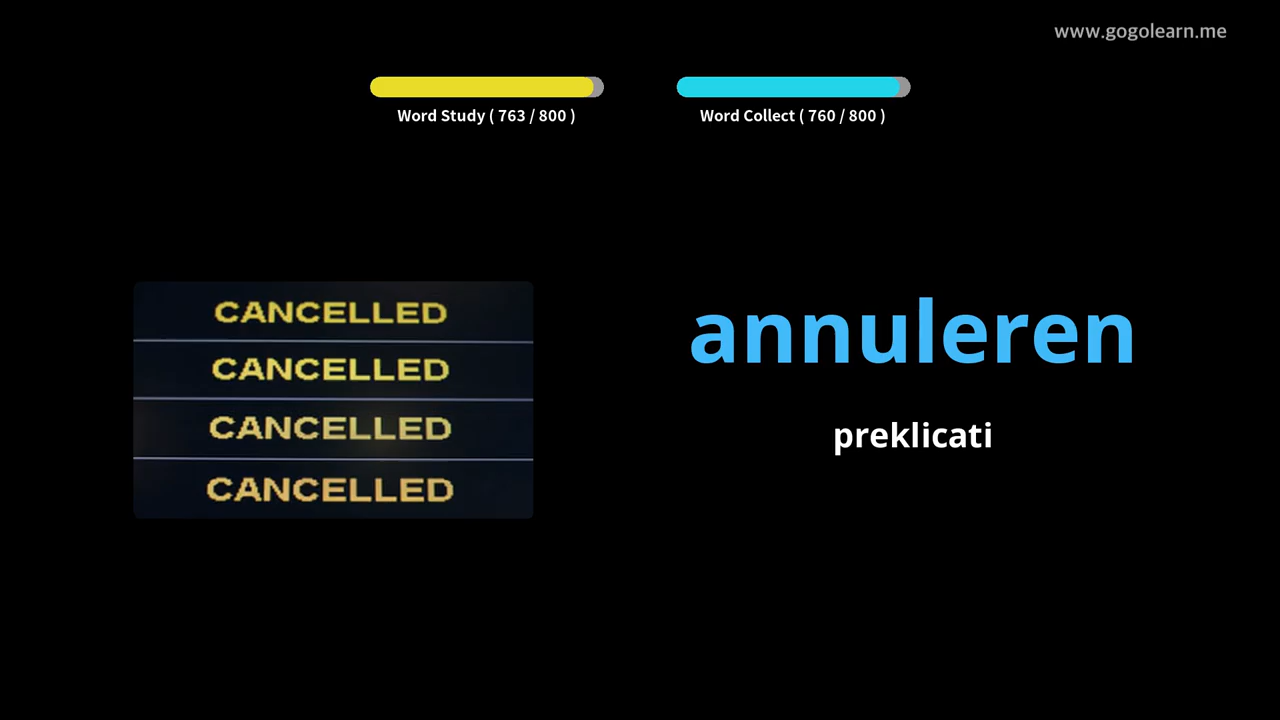 www.gogolearn.me
Word Study ( 763 / 800 )
Word Collect ( 760 / 800 )
CANCELLED
CANCELLED
CANCELLED
CANCELLED
annuleren
preklicati